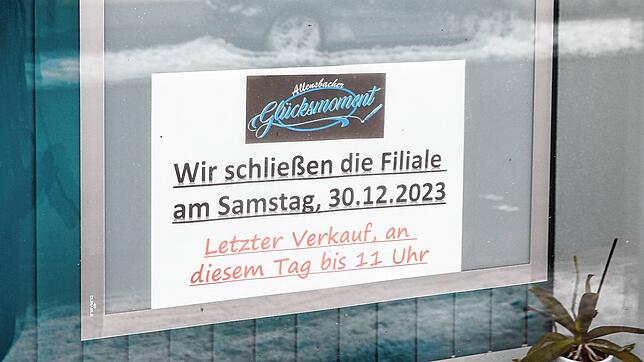 Allensbacher
Glücksmoment
Wir schließen die Filiale
am Samstag, 30.12.2023
Letzter Verkauf, an
diesem Tag bis 11 Uhr